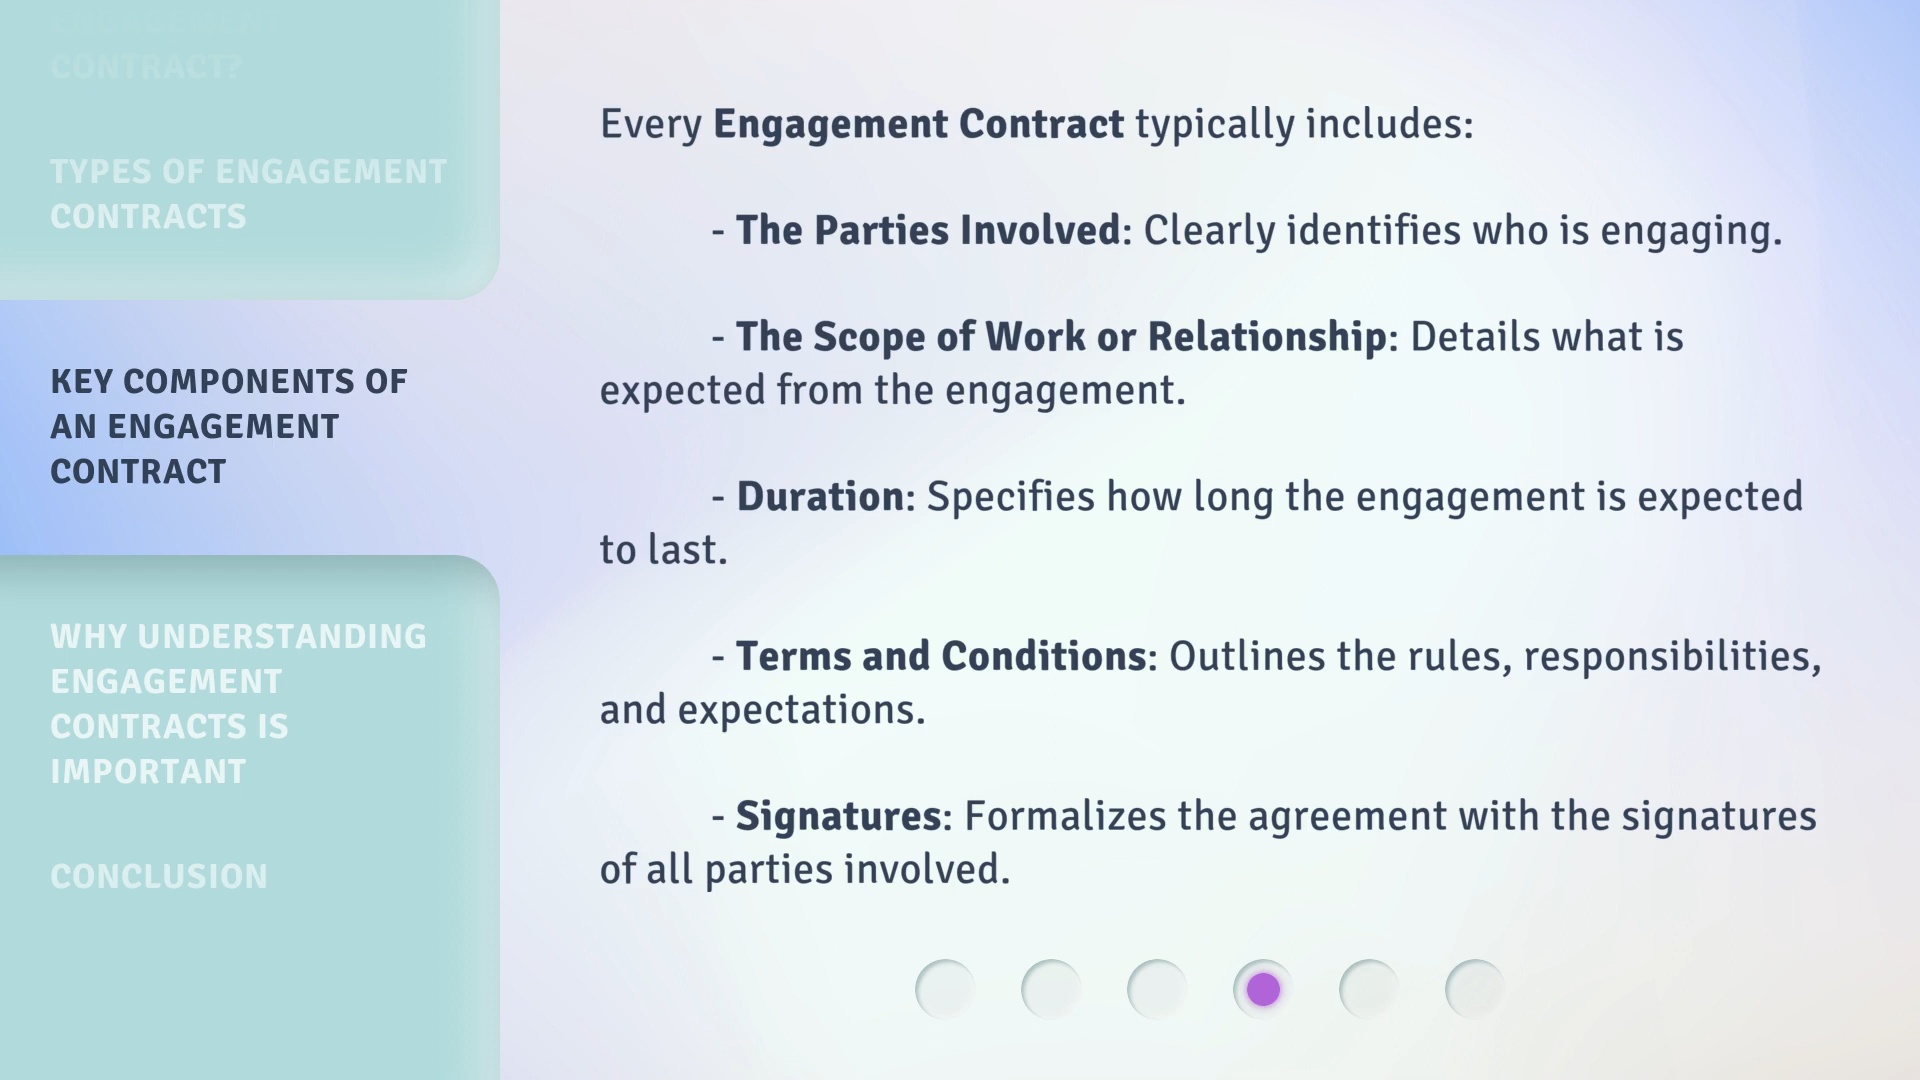 ENGAGEMENT
CONTRACT?
TYPES OF ENGAGEMENT
CONTRACTS
KEY COMPONENTS OF
AN ENGAGEMENT
CONTRACT
WHY UNDERSTANDING
ENGAGEMENT
CONTRACTS IS
IMPORTANT
CONCLUSION
Every Engagement Contract typically includes:
- The Parties Involved: Clearly identifies who is engaging.
- The Scope of Work or Relationship: Details what is
expected from the engagement.
- Duration: Specifies how long the engagement is expected
to last.
- Terms and Conditions: Outlines the rules, responsibilities,
and expectations.
- Signatures: Formalizes the agreement with the signatures
of all parties involved.